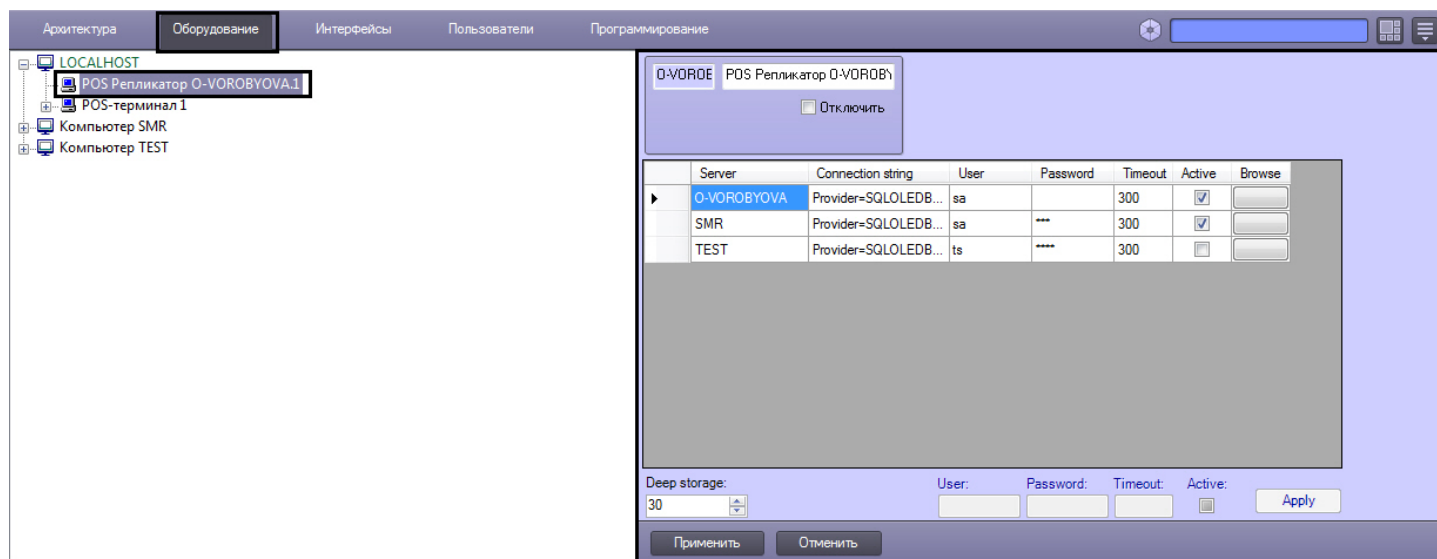 Архитектура Оборудование Интерфейсы Пользователи Программирование
LOCALHOST
POS Репликатор O-VOROBYOVA.1
POS-терминал 1
Компьютер SMR
Компьютер TEST
O-VOROB POS Репликатор O-VOROBY
Отключить
Server Connection string User Password Timeout Active Browse
O-VOROBYOVA Provider=SQLOLEDB... sa 300
SMR Provider=SQLOLEDB... sa *** 300
TEST Provider=SQLOLEDB... ts **** 300
Deep storage: User: Password: Timeout: Active:
30 Apply
Применить Отменить